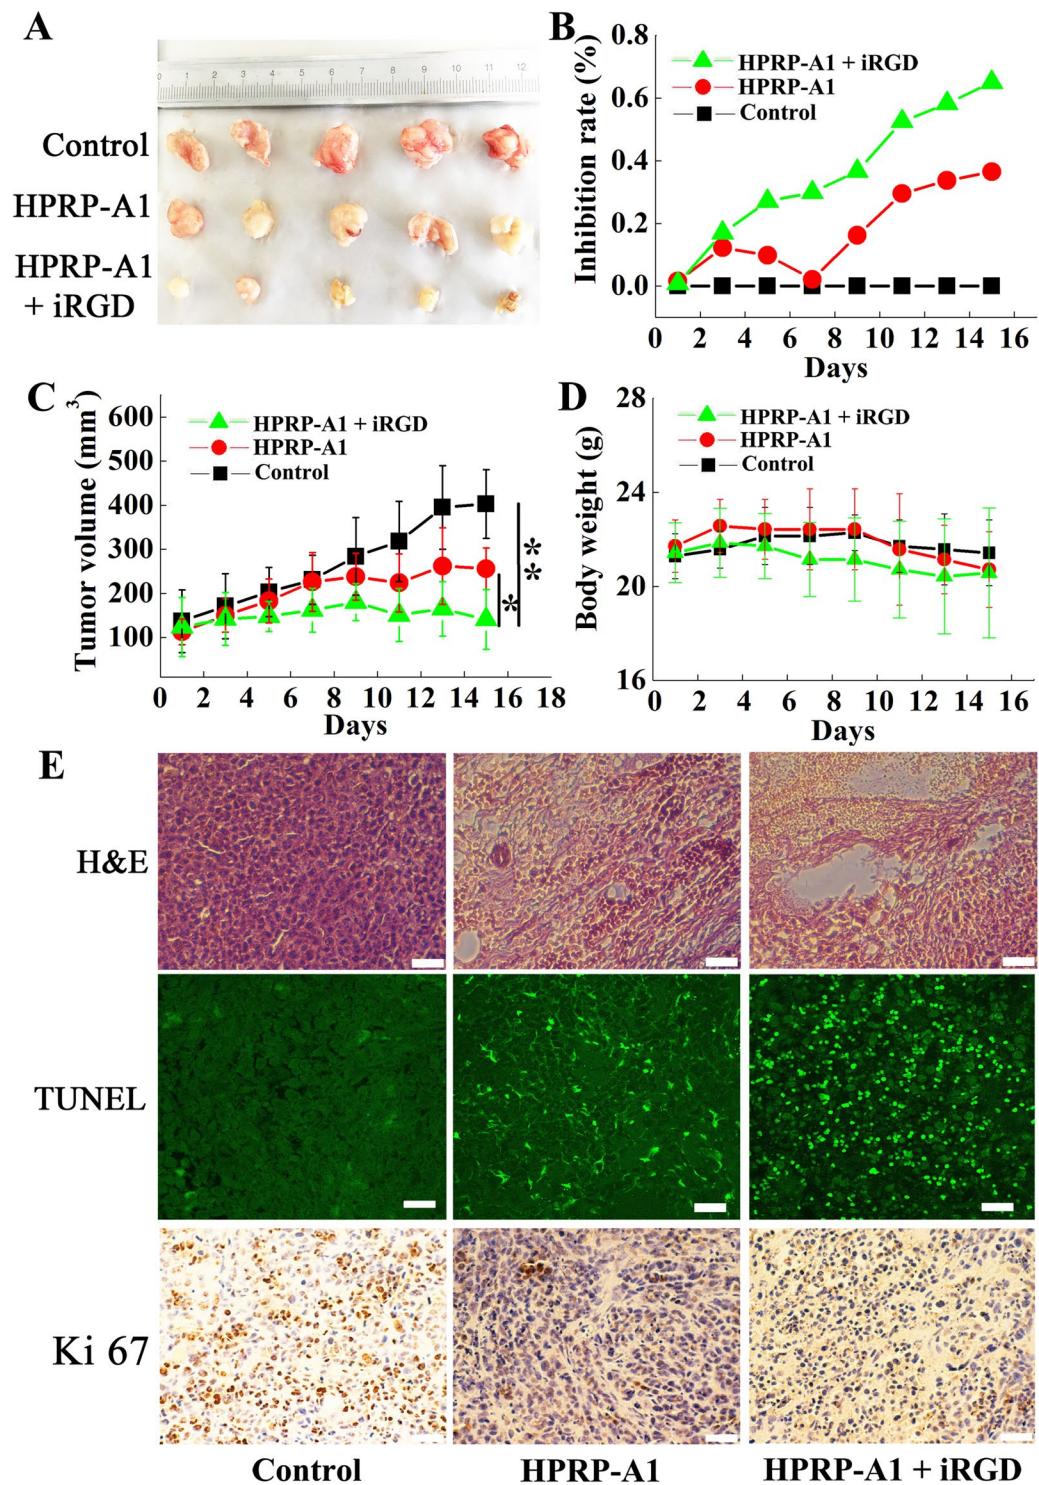 A
0 1 2 3 4 5 6 7 8 9 10 11 12
Control
HPRP-A1
HPRP-A1
+ iRGD
B
Inhibition rate (%)
0.8
0.6
0.4
0.2
0.0
HPRP-A1 + iRGD
HPRP-A1
Control
0 2 4 6 8 10 12 14 16
Days
C
Tumor volume (mm3)
600
500
400
300
200
100
HPRP-A1 + iRGD
HPRP-A1
Control
**
*
0 2 4 6 8 10 12 14 16 18
Days
D
Body weight (g)
28
24
20
16
HPRP-A1 + iRGD
HPRP-A1
Control
0 2 4 6 8 10 12 14 16
Days
E
H&E
TUNEL
Ki 67
Control
HPRP-A1
HPRP-A1 + iRGD